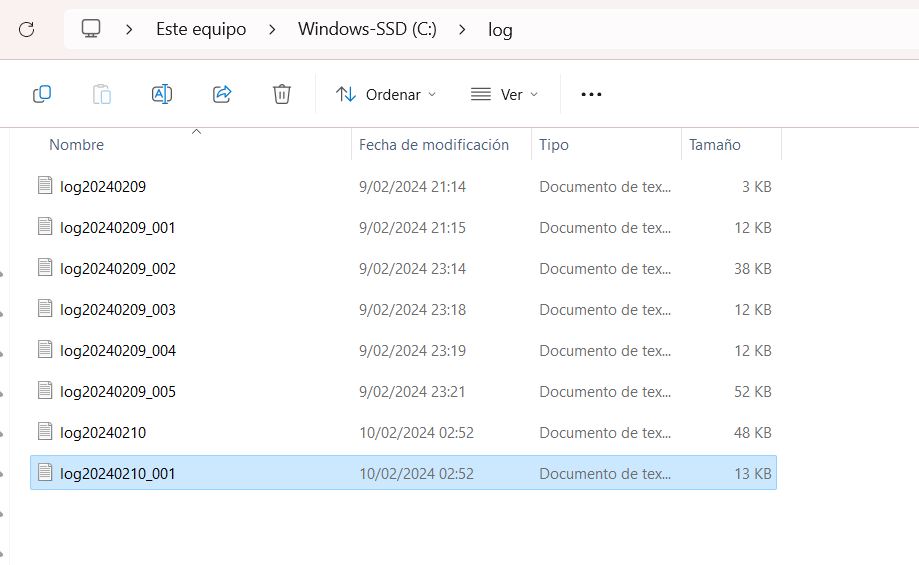 Este equipo > Windows-SSD (C:) > log
Ordenar Ver ...
Nombre Fecha de modificación Tipo Tamaño
log20240209 9/02/2024 21:14 Documento de tex... 3 KB
log20240209_001 9/02/2024 21:15 Documento de tex... 12 KB
log20240209_002 9/02/2024 23:14 Documento de tex... 38 KB
log20240209_003 9/02/2024 23:18 Documento de tex... 12 KB
log20240209_004 9/02/2024 23:19 Documento de tex... 12 KB
log20240209_005 9/02/2024 23:21 Documento de tex... 52 KB
log20240210 10/02/2024 02:52 Documento de tex... 48 KB
log20240210_001 10/02/2024 02:52 Documento de tex... 13 KB